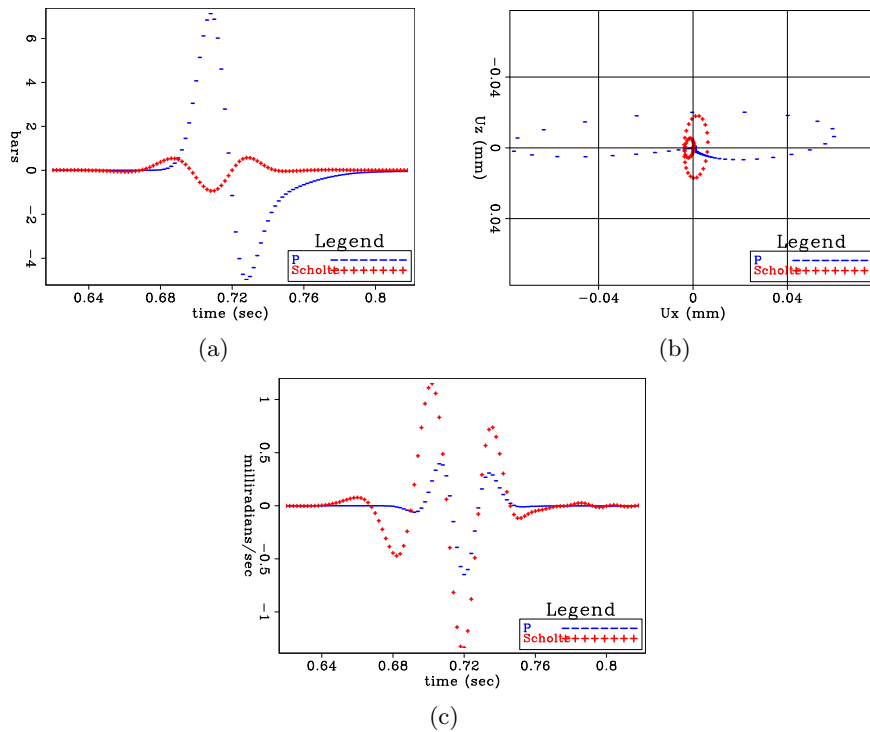 6
4
2
0
−2
−4
bars
Legend
P
Scholte
0.64
0.68
0.72
0.76
0.8
time (sec)
(a)
−0.04
0
0.04
Uz (mm)
Legend
P
Scholte
−0.04
0
0.04
Ux (mm)
(b)
1
0.5
0
−0.5
−1
milliradians/sec
Legend
P
Scholte
0.64
0.68
0.72
0.76
0.8
time (sec)
(c)